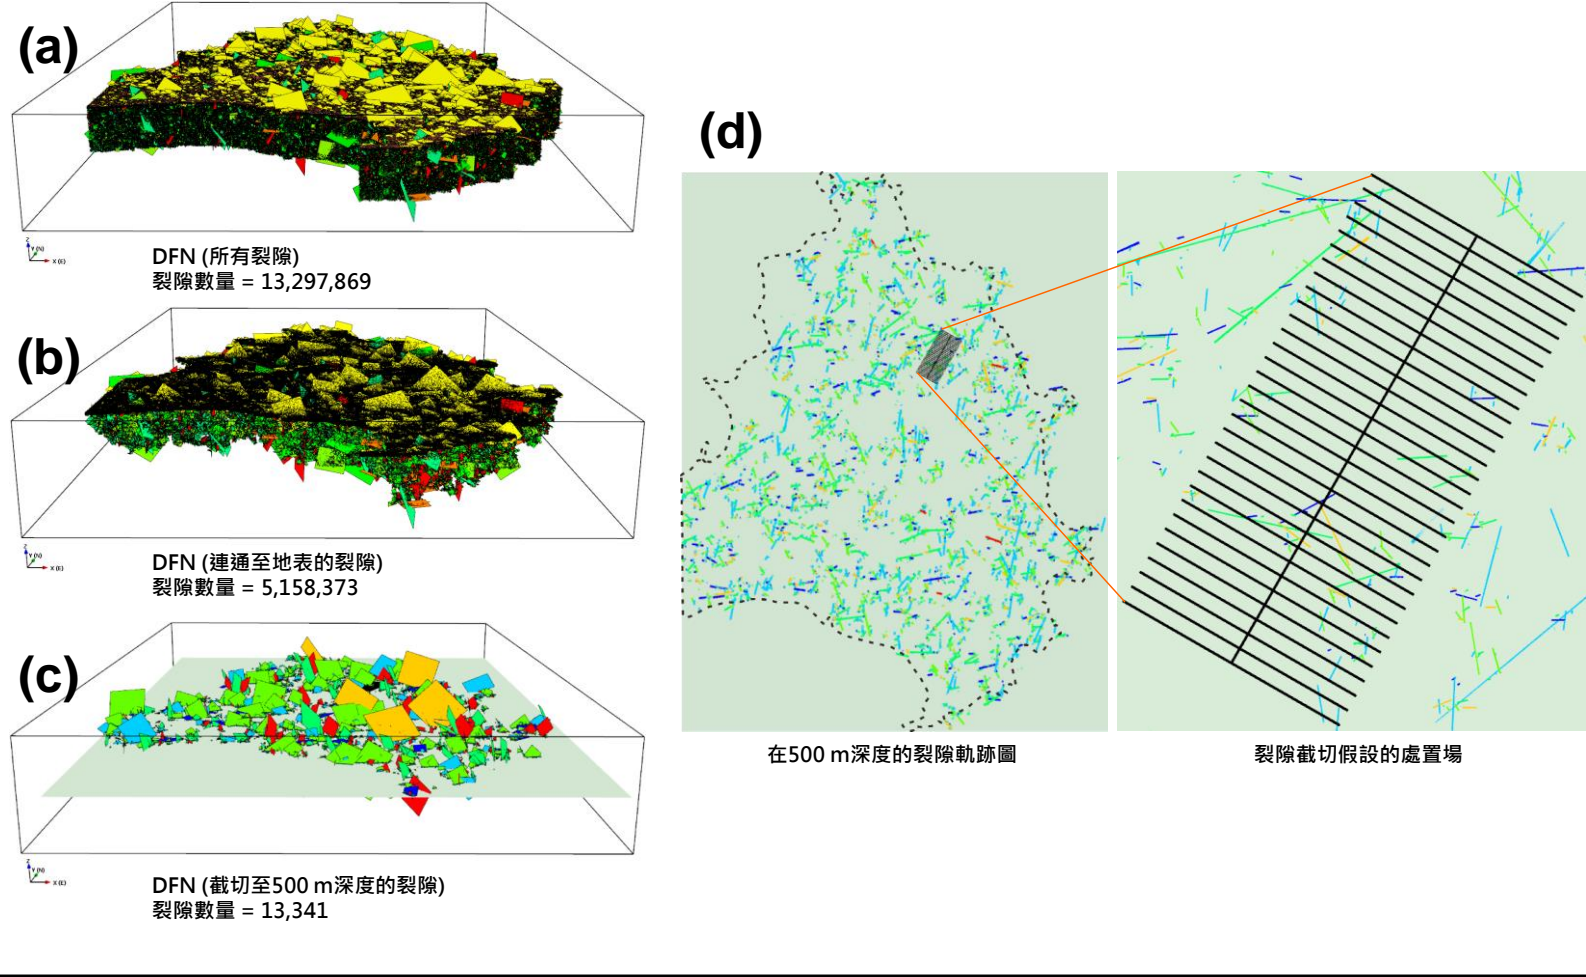 (a)
Z
Y (N)
X (E)
DFN (所有裂隙)
裂隙數量 = 13,297,869
(b)
Z
Y (N)
X (E)
DFN (連通至地表的裂隙)
裂隙數量 = 5,158,373
(c)
Z
Y (N)
X (E)
DFN (截切至500 m深度的裂隙)
裂隙數量 = 13,341
(d)
在500 m深度的裂隙軌跡圖
裂隙截切假設的處置場